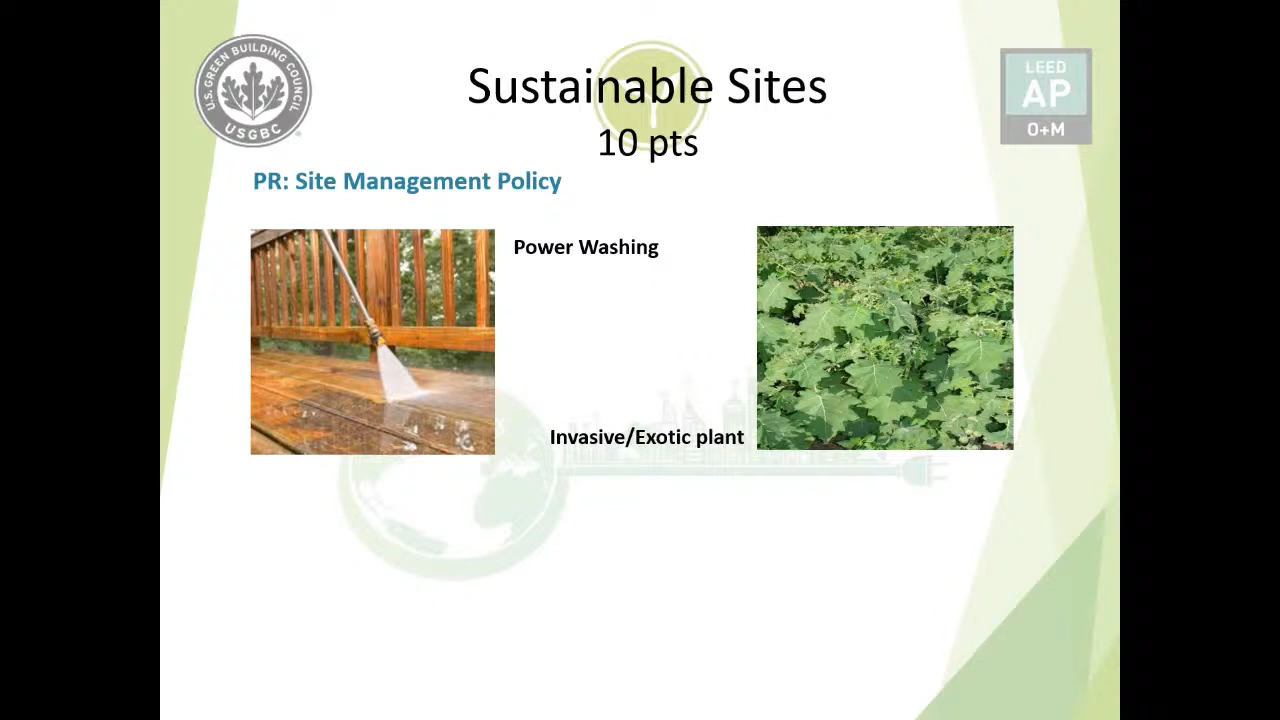 U.S. GREEN BUILDING COUNCIL
USGBC
Sustainable Sites
10 pts
LEED
AP
O+M
PR: Site Management Policy
Power Washing
Invasive/Exotic plant